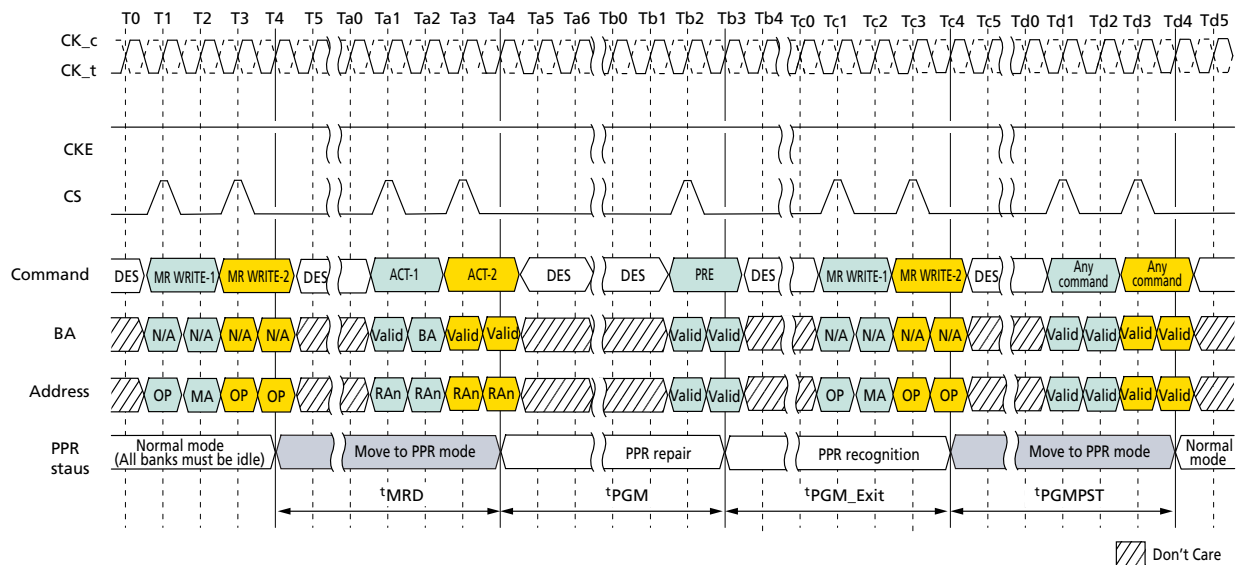 T0 T1 T2 T3 T4 T5 Ta0 Ta1 Ta2 Ta3 Ta4 Ta5 Ta6 Tb0 Tb1 Tb2 Tb3 Tb4 Tc0 Tc1 Tc2 Tc3 Tc4 Tc5 Td0 Td1 Td2 Td3 Td4 Td5
CK_c
CK_t
CKE
CS
Command DES MR WRITE-1 MR WRITE-2 DES ACT-1 ACT-2 DES DES PRE DES MR WRITE-1 MR WRITE-2 DES Any command Any command
BA N/A N/A N/A N/A Valid BA Valid Valid Valid Valid N/A N/A N/A N/A Valid Valid Valid Valid
Address OP MA OP OP RAn RAn RAn RAn Valid Valid OP MA OP OP Valid Valid Valid Valid
PPR staus
Normal mode
(All banks must be idle)
Move to PPR mode
PPR repair
PPR recognition
Move to PPR mode
Normal
mode
tMRD
tPGM
tPGM_Exit
tPGMPST
Don't Care